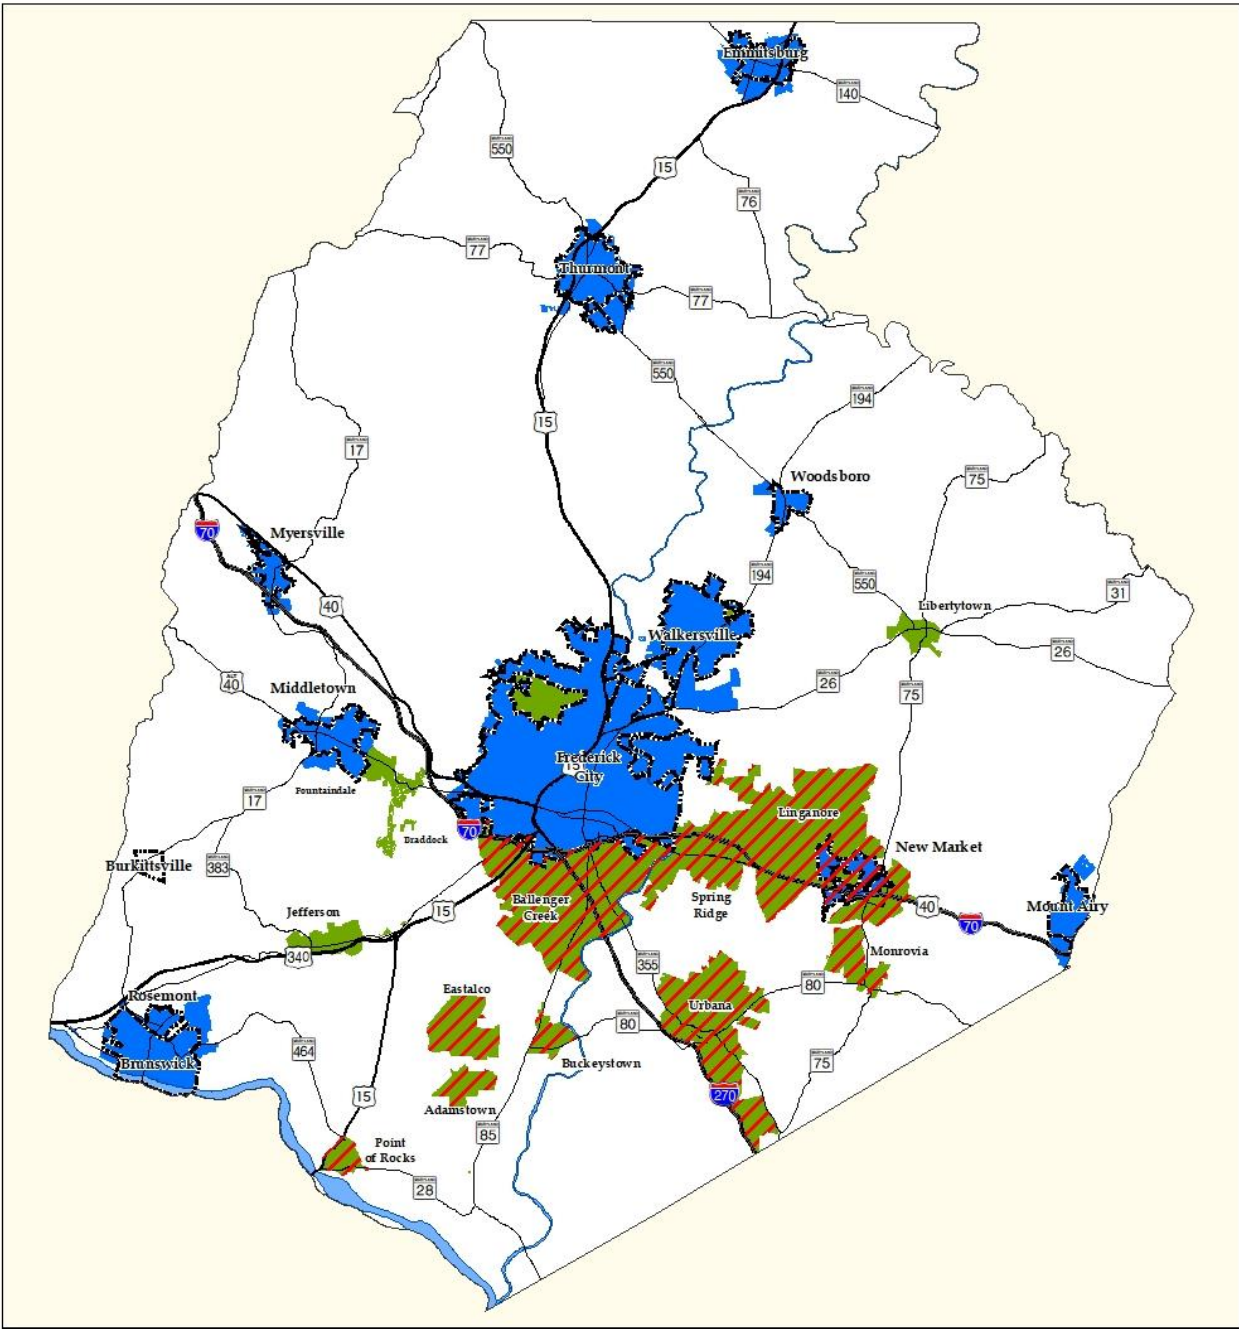 Emmitsburg
140
550
15
76
77
Thurmont
77
550
194
15
17
Woodsboro
75
70
Myersville
194
550
31
40
Libertytown
Walkersville
26
40
26
Middletown
75
Frederick
City
15
Fountaindale
17
Linganore
70
Braddock
New Market
Burkittsville
383
Ballenger
Creek
Spring
Ridge
40
Mount Airy
70
Jefferson
15
340
355
Monrovia
Eastalco
80
Rosemont
Urbana
80
464
Brunswick
Buckeystown
75
15
270
Adamstown
85
Point
of Rocks
28